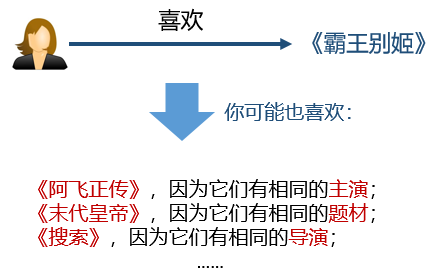 喜欢
《霸王别姬》
你可能也喜欢：
《阿飞正传》，因为它们有相同的主演；
《末代皇帝》，因为它们有相同的题材；
《搜索》，因为它们有相同的导演；
......